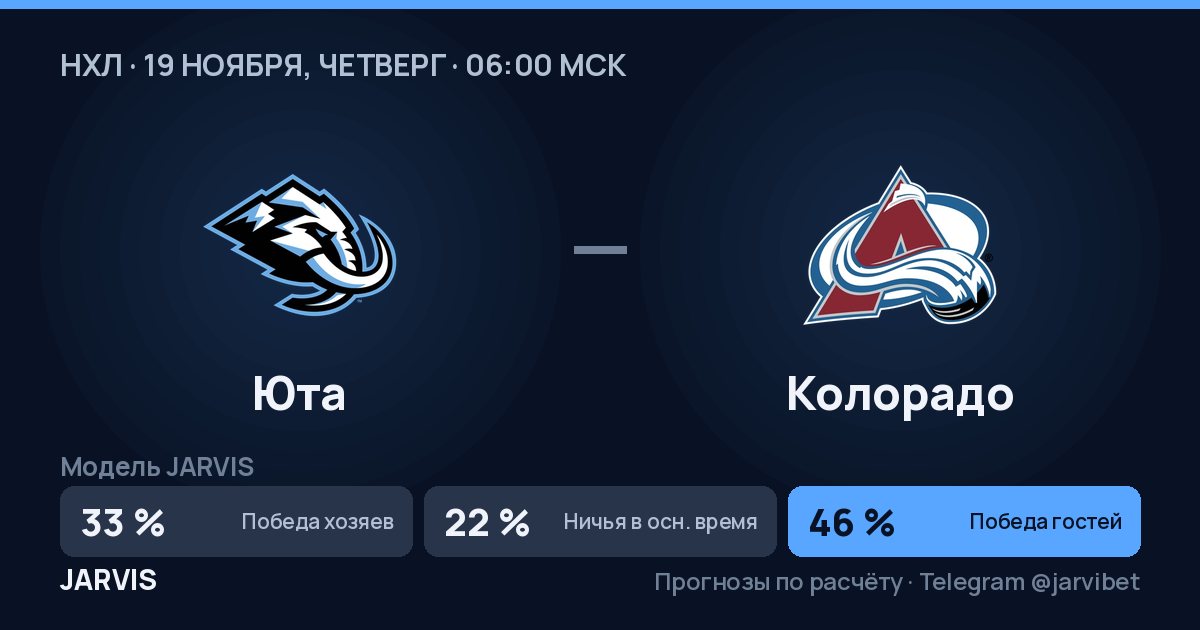 НХЛ · 19 НОЯБРЯ, ЧЕТВЕРГ · 06:00 МСК
—
Юта
Колорадо
Модель JARVIS
33 % Победа хозяев
22 % Ничья в осн. время
46 % Победа гостей
JARVIS
Прогнозы по расчёту · Telegram @jarvibet